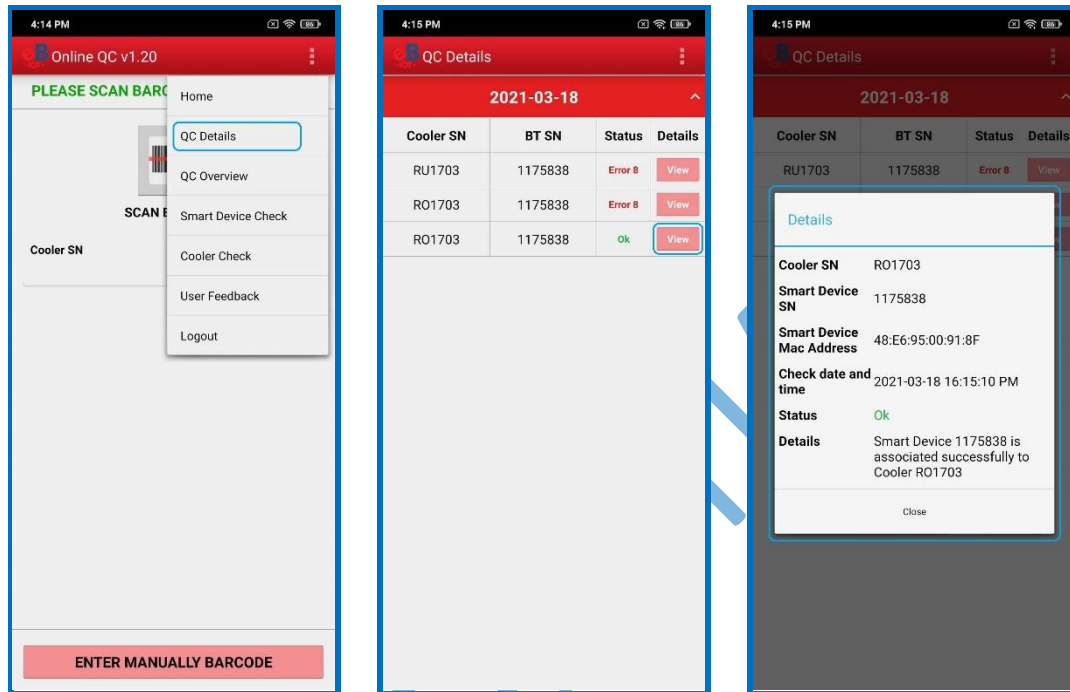 4:14 PM
86
eB Online QC v1.20
PLEASE SCAN BARC
Home
QC Details
QC Overview
Smart Device Check
Cooler Check
User Feedback
Logout
SCAN
Cooler SN
ENTER MANUALLY BARCODE
4:15 PM
86
eB QC Details
2021-03-18
Cooler SN BT SN Status Details
RU1703 1175838 Error 8 View
RO1703 1175838 Error 8 View
RO1703 1175838 Ok View
4:15 PM
86
QC Details
2021-03-18
Cooler SN BT SN Status Details
RU1703 1175838 Error 8 View
Details
Cooler SN RO1703
Smart Device
SN 1175838
Smart Device
Mac Address 48:E6:95:00:91:8F
Check date and
time 2021-03-18 16:15:10 PM
Status Ok
Details Smart Device 1175838 is
associated successfully to
Cooler RO1703
Close